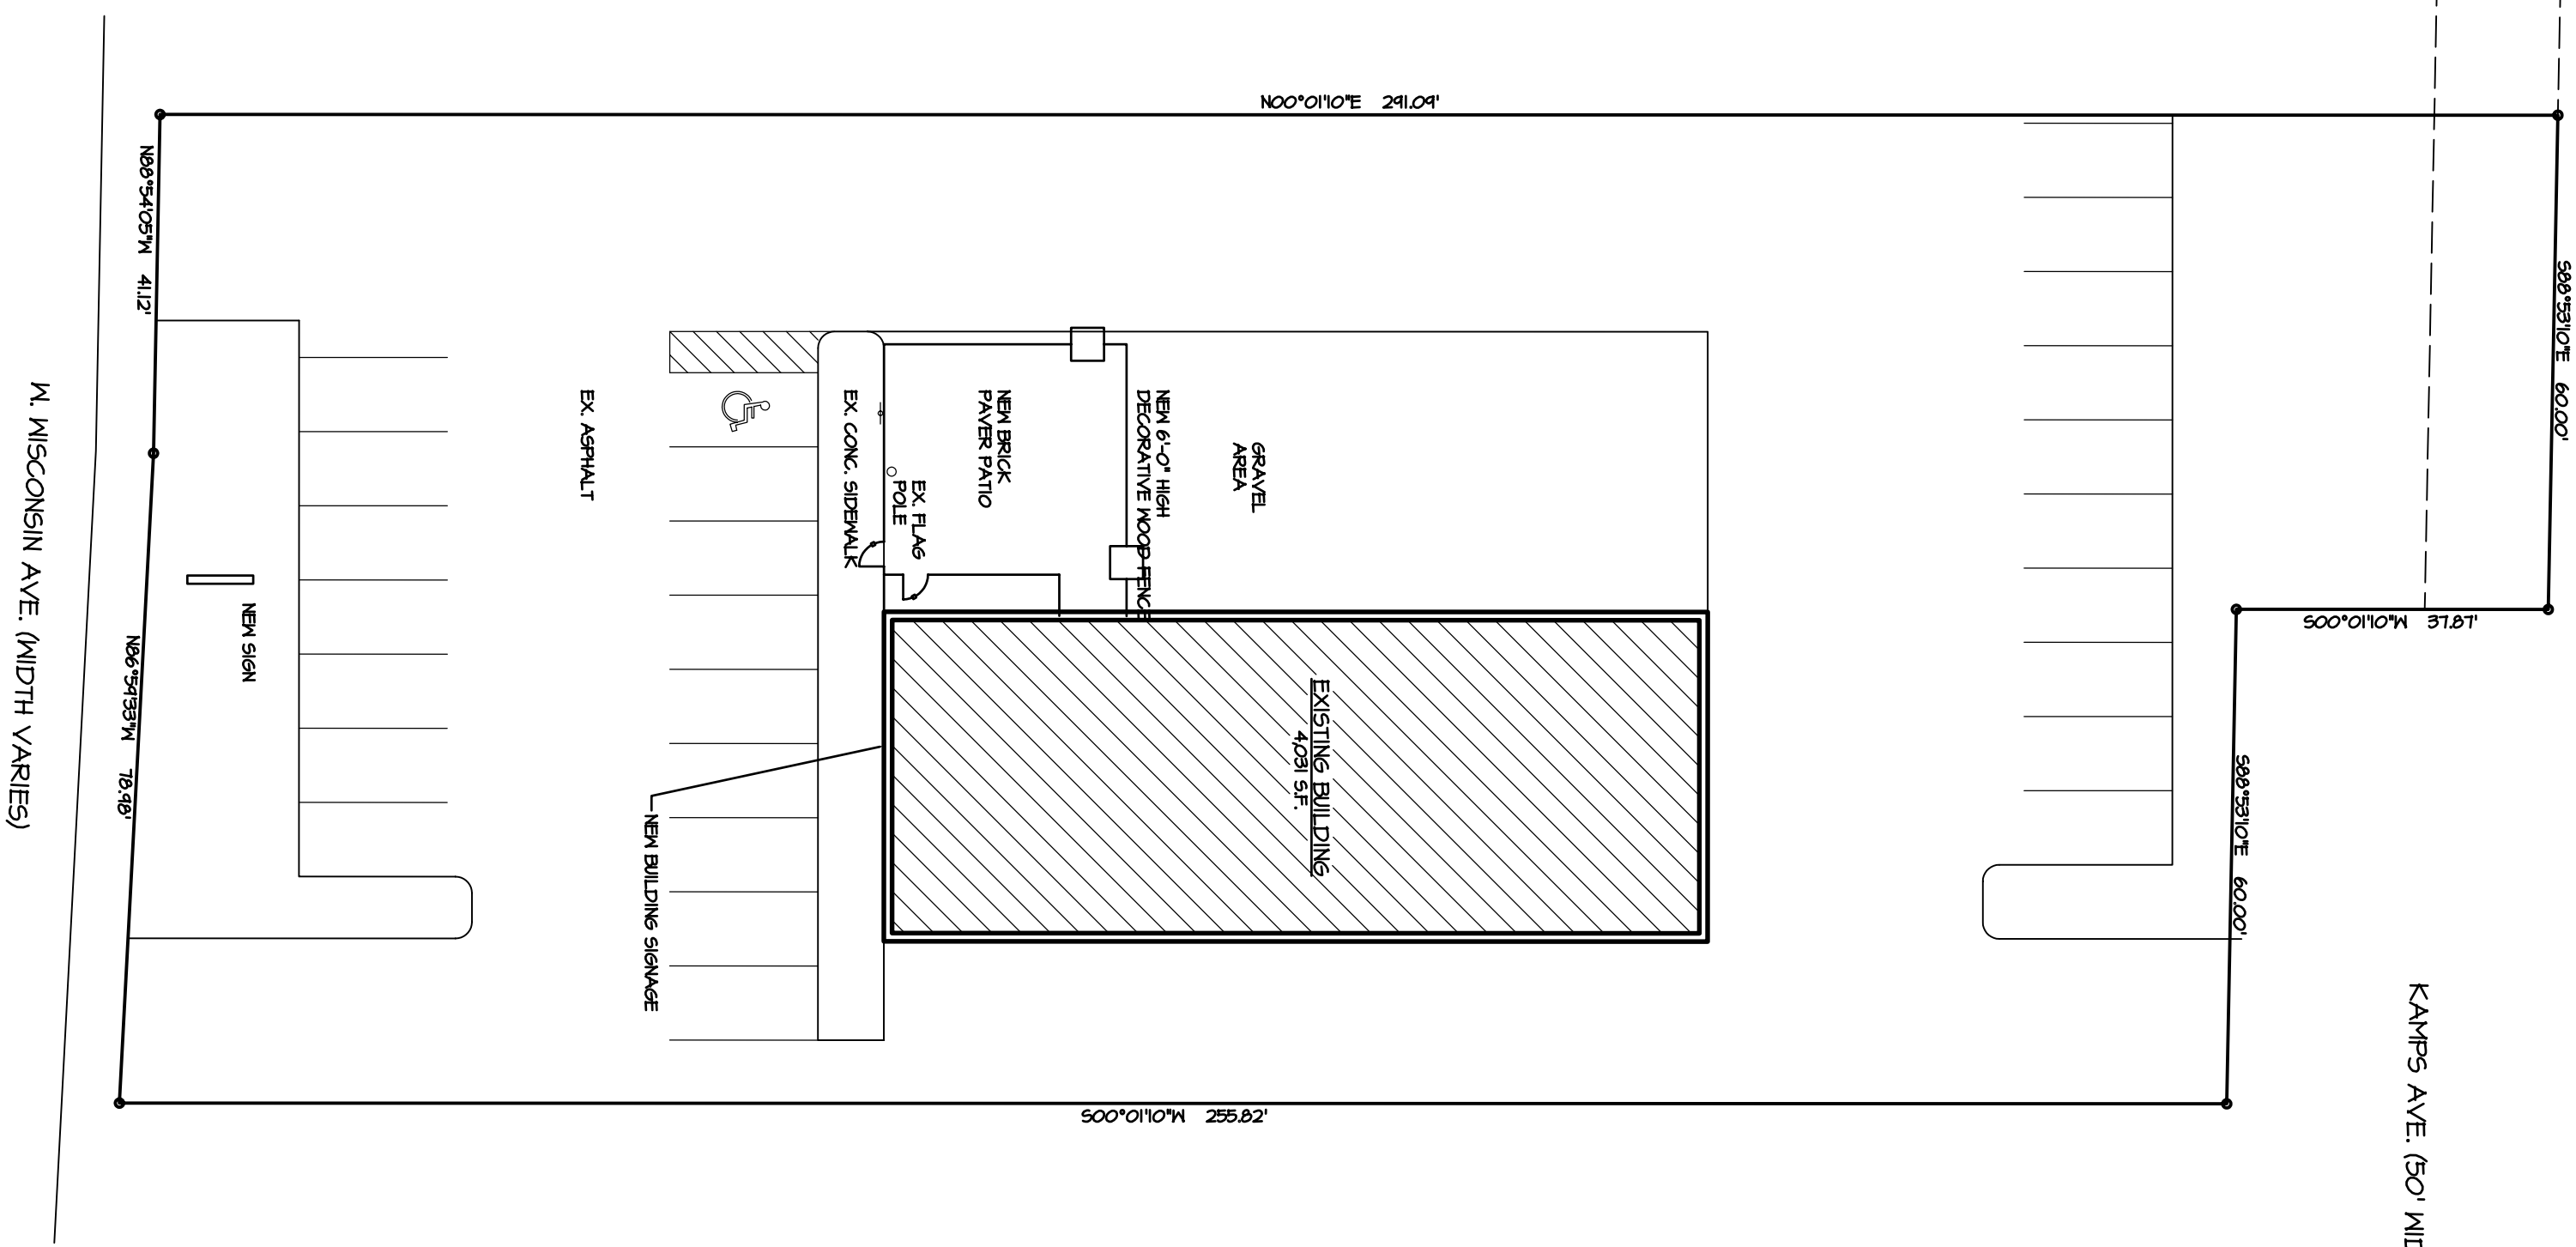 N00°01'10"E 291.09'
N88°54'05"W 41.12'
S88°53'10"E 60.00'
S00°01'10"W 37.87'
EX. ASPHALT
EX. CONC. SIDEWALK
EX. FLAG
POLE
NEW BRICK
PAVER PATIO
NEW 6'-0" HIGH
DECORATIVE WOOD FENCE
GRAVEL
AREA
W. WISCONSIN AVE. (WIDTH VARIES)
NEW SIGN
N86°59'33"W 78.98'
NEW BUILDING SIGNAGE
EXISTING BUILDING
4,031 S.F.
S88°53'10"E 60.00'
KAMPS AVE. (50' WID
S00°01'10"W 255.82'